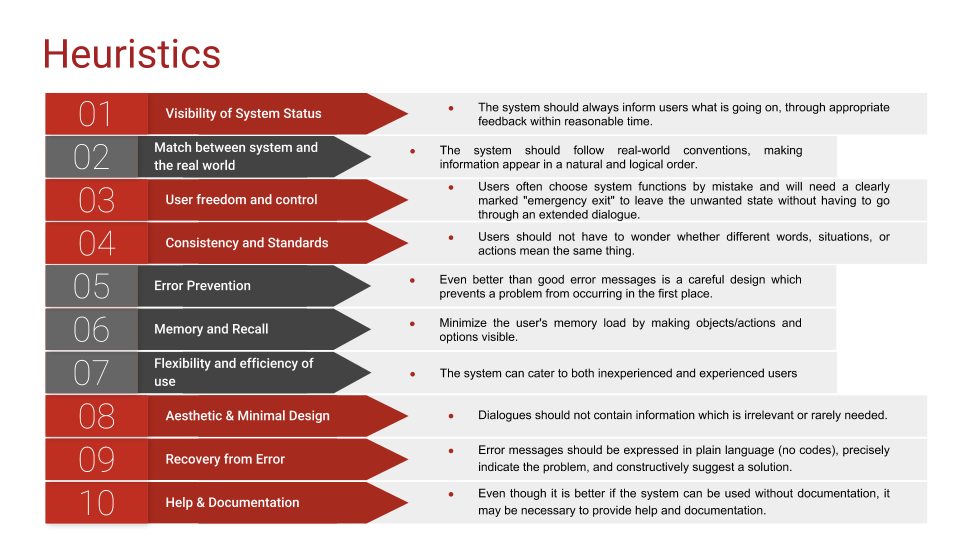 Heuristics
01
Visibility of System Status
• The system should always inform users what is going on, through appropriate
feedback within reasonable time.
02
Match between system and
the real world
• The system should follow real-world conventions, making
information appear in a natural and logical order.
03
User freedom and control
• Users often choose system functions by mistake and will need a clearly
marked "emergency exit" to leave the unwanted state without having to go
through an extended dialogue.
04
Consistency and Standards
• Users should not have to wonder whether different words, situations, or
actions mean the same thing.
05
Error Prevention
• Even better than good error messages is a careful design which
prevents a problem from occurring in the first place.
06
Memory and Recall
• Minimize the user's memory load by making objects/actions and
options visible.
07
Flexibility and efficiency of
use
• The system can cater to both inexperienced and experienced users
08
Aesthetic & Minimal Design
• Dialogues should not contain information which is irrelevant or rarely needed.
09
Recovery from Error
• Error messages should be expressed in plain language (no codes), precisely
indicate the problem, and constructively suggest a solution.
10
Help & Documentation
• Even though it is better if the system can be used without documentation, it
may be necessary to provide help and documentation.